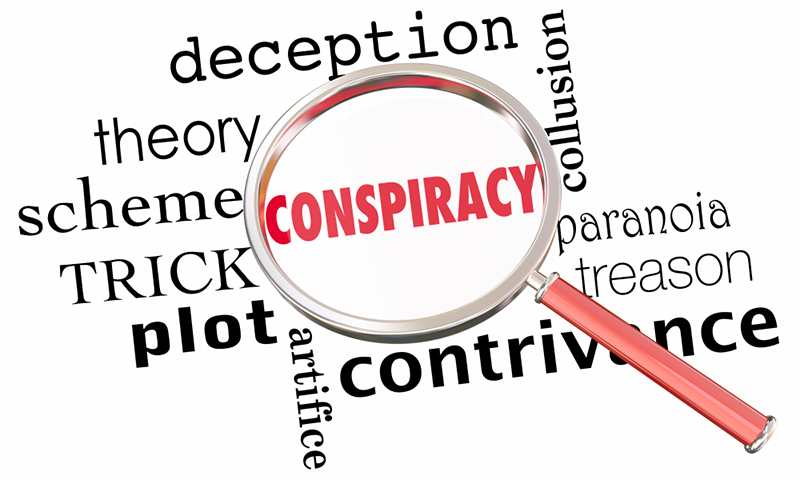 deception
collusion
theory
CONSPIRACY
scheme
paranoia
TRICK
treason
plot
contrivance
artifice